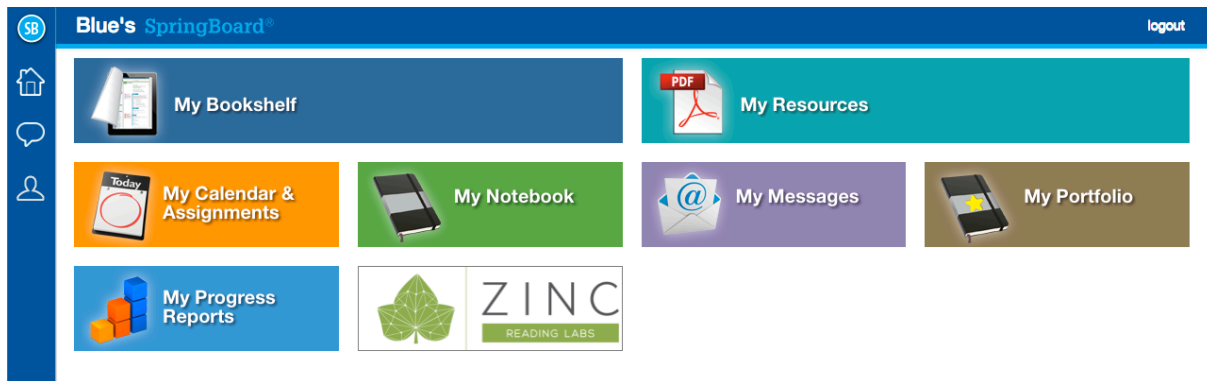 SB
Blue's SpringBoard®
logout
My Bookshelf
PDF
My Resources
Today
My Calendar &
Assignments
My Notebook
@
My Messages
My Portfolio
My Progress
Reports
ZINC
READING LABS